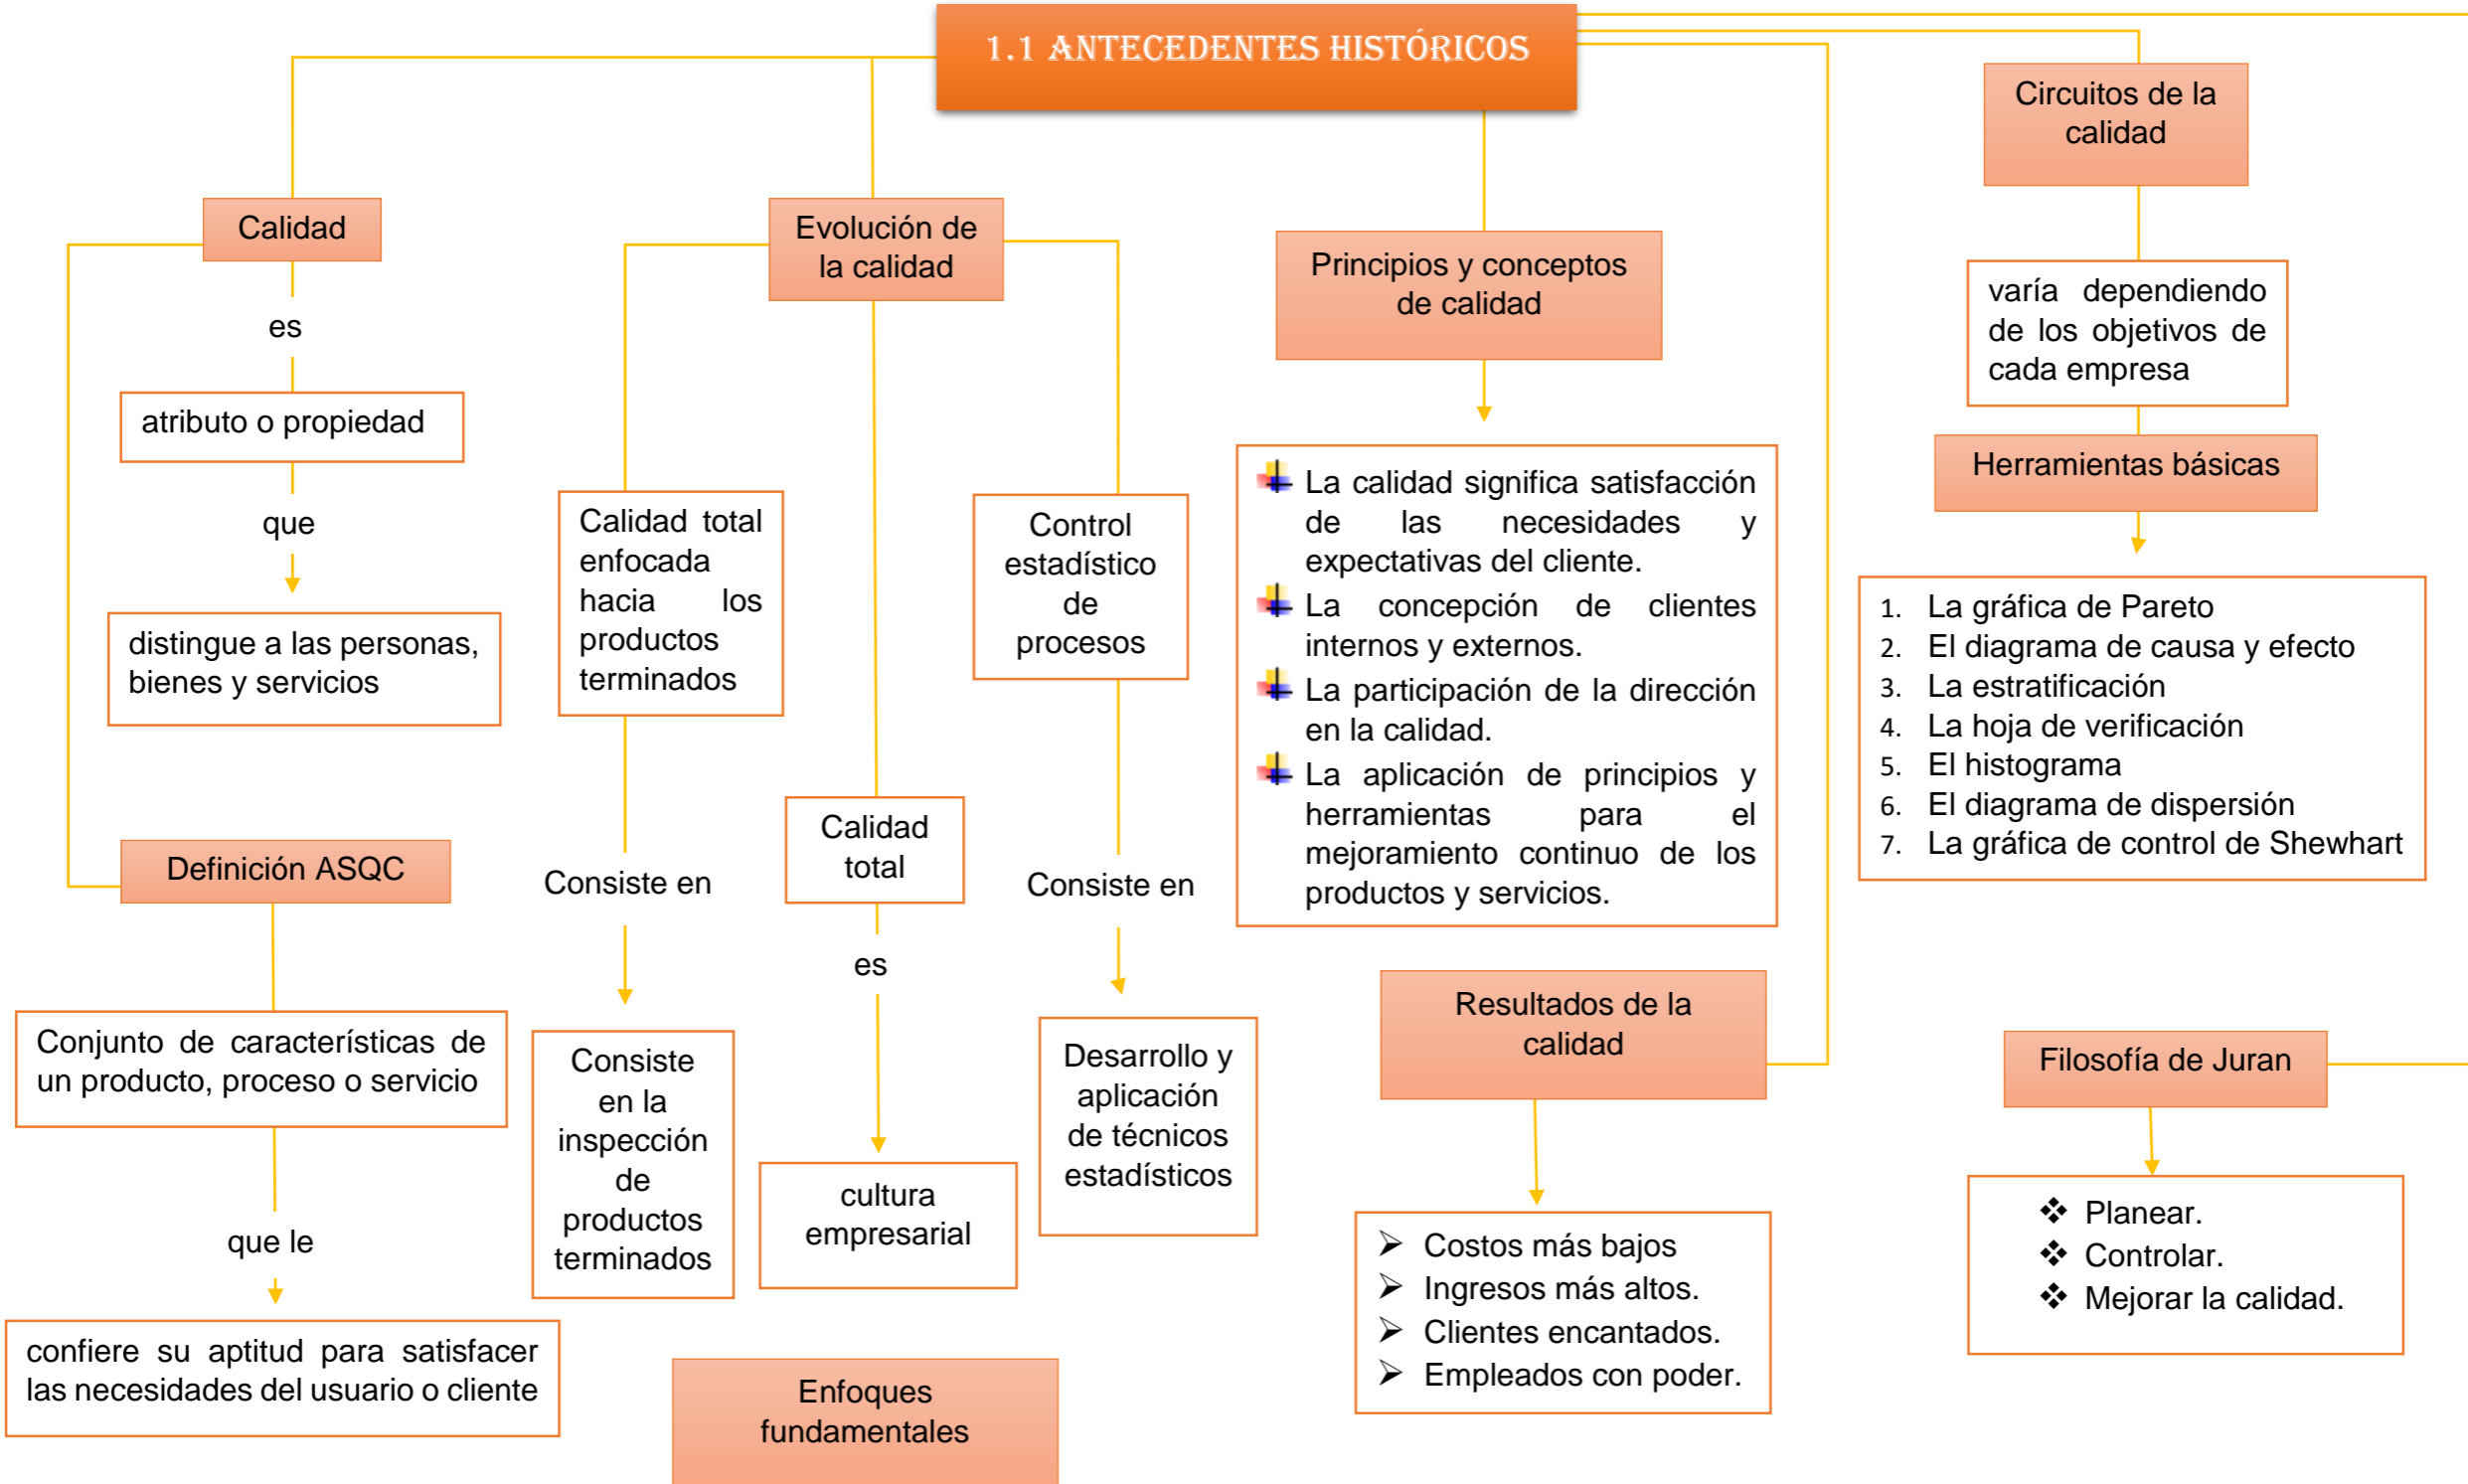 1.1 ANTECEDENTES HISTÓRICOS
Calidad
es
atributo o propiedad
que
distingue a las personas,
bienes y servicios
Definición ASQC
Conjunto de características de
un producto, proceso o servicio
que le
confiere su aptitud para satisfacer
las necesidades del usuario o cliente
Evolución de
la calidad
Calidad total
enfocada
hacia los
productos
terminados
Consiste en
Consiste
en la
inspección
de
productos
terminados
Calidad
total
es
cultura
empresarial
Control
estadístico
de
procesos
Consiste en
Desarrollo y
aplicación
de técnicos
estadísticos
Enfoques
fundamentales
Principios y conceptos
de calidad
La calidad significa satisfacción
de las necesidades y
expectativas del cliente.
La concepción de clientes
internos y externos.
La participación de la dirección
en la calidad.
La aplicación de principios y
herramientas para el
mejoramiento continuo de los
productos y servicios.
Resultados de la
calidad
Costos más bajos
Ingresos más altos.
Clientes encantados.
Empleados con poder.
Circuitos de la
calidad
varía dependiendo
de los objetivos de
cada empresa
Herramientas básicas
1. La gráfica de Pareto
2. El diagrama de causa y efecto
3. La estratificación
4. La hoja de verificación
5. El histograma
6. El diagrama de dispersión
7. La gráfica de control de Shewhart
Filosofía de Juran
Planear.
Controlar.
Mejorar la calidad.